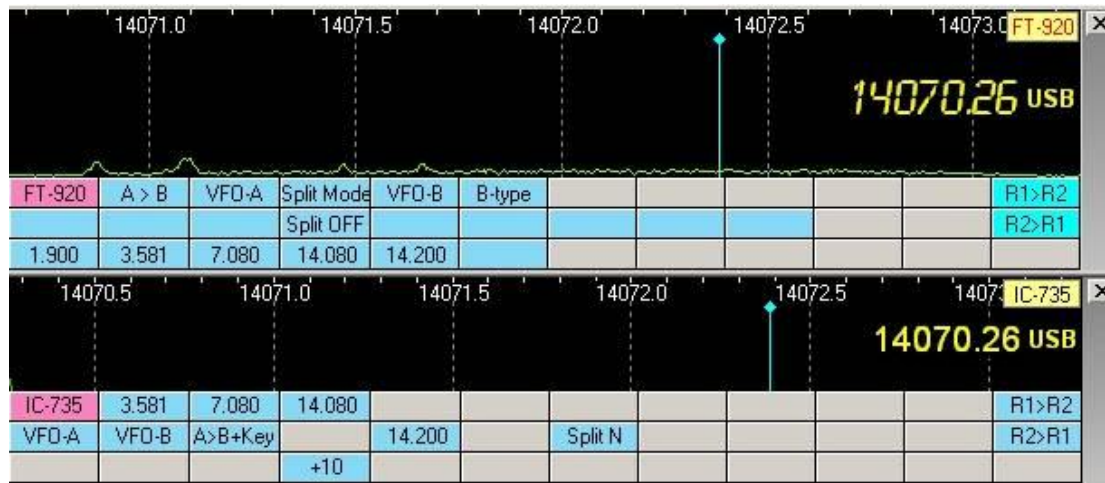 14071.0 14071.5 14072.0 14072.5 14073.0 FT-920 X
14070.26 USB
FT-920 A > B VFO-A Split Mode VFO-B B-type R1>R2
Split OFF R2>R1
1.900 3.581 7.080 14.080 14.200
14070.5 14071.0 14071.5 14072.0 14072.5 1407 IC-735 X
14070.26 USB
IC-735 3.581 7.080 14.080 R1>R2
VFO-A VFO-B A>B+Key 14.200 Split N R2>R1
+10